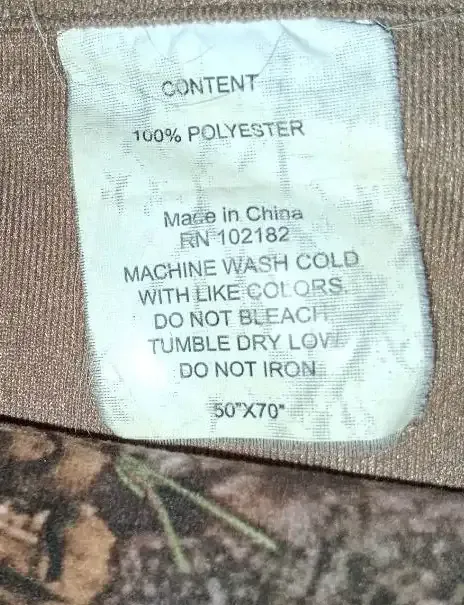 CONTENT
100% POLYESTER
Made in China
RN 102182
MACHINE WASH COLD
WITH LIKE COLORS.
DO NOT BLEACH
TUMBLE DRY LOW
DO NOT IRON
50"X70"